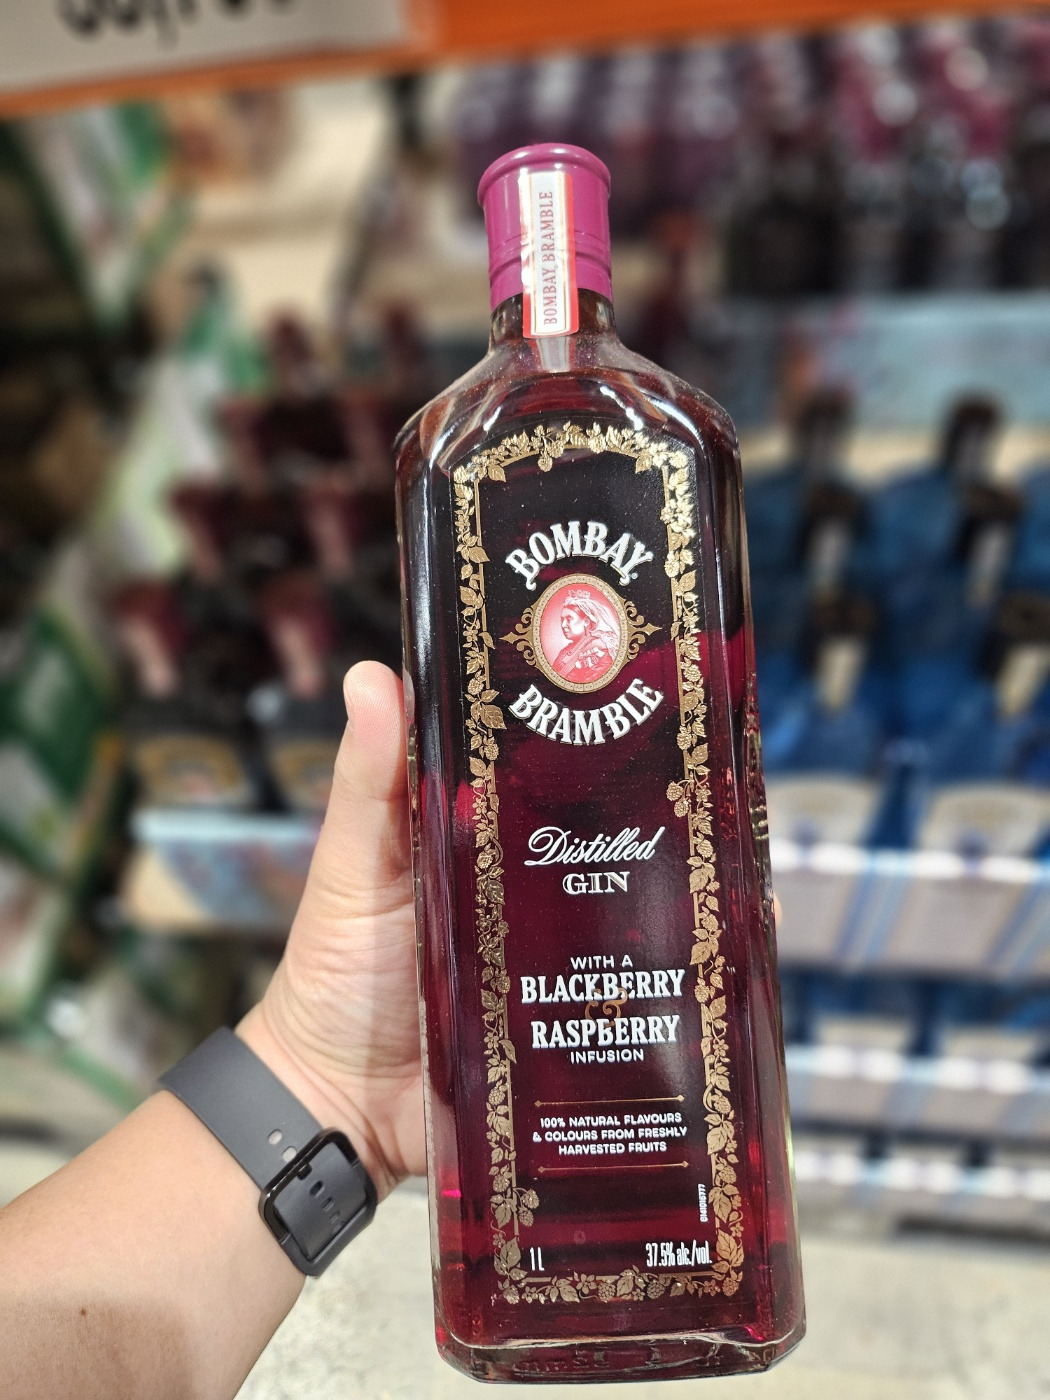 BOMBAY BRAMBLE
BOMBAY
BRAMBLE
Distilled
GIN
WITH A
BLACKBERRY
&
RASPBERRY
INFUSION
100% NATURAL FLAVOURS
& COLOURS FROM FRESHLY
HARVESTED FRUITS
1 L
37.5% alc./vol.